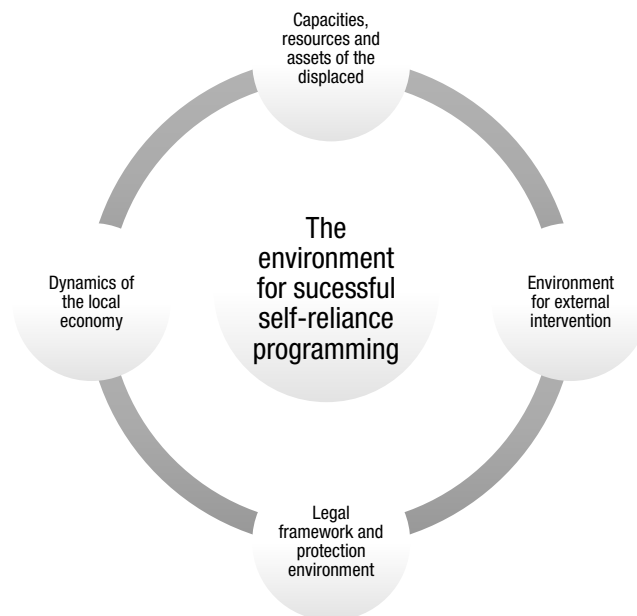 Capacities,
resources and
assets of the
displaced
The
environment
for sucessful
self-reliance
programming
Dynamics of
the local
economy
Environment
for external
intervention
Legal
framework and
protection
environment